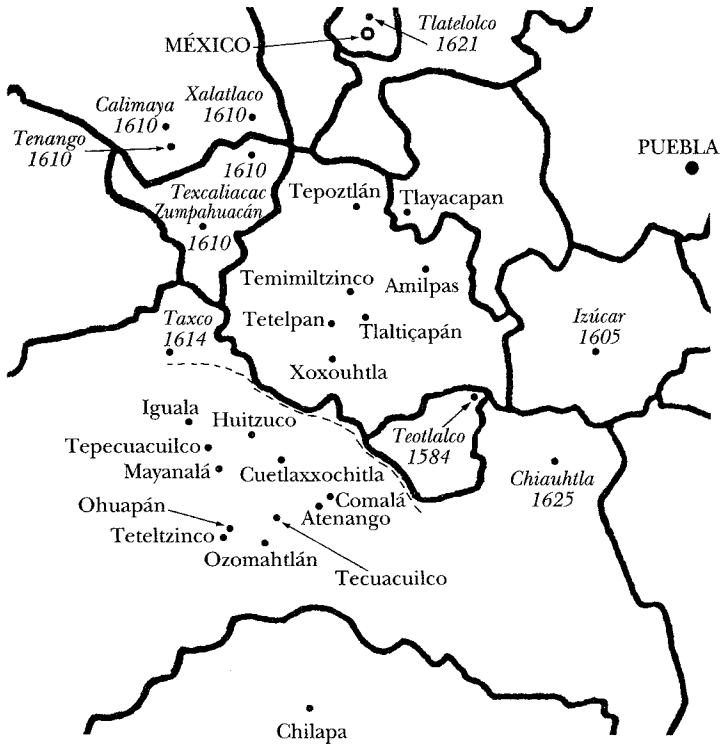 Tlatelolco
1621
MÉXICO
Calimaya
1610
Xalatlaco
1610
Tenango
1610
1610
Texcaliacac
PUEBLA
Tepoztlán
Tlayacapan
Zumpahuacán
1610
Temimiltzinco
Amilpas
Taxco
1614
Tetelpan
Tlaltiçapán
Izúcar
1605
Xoxouhtla
Iguala
Huitzuco
Teotlalco
1584
Tepecuacuilco
Mayanalá
Cuetlaxxochitla
Chiauhtla
1625
Ohuapán
Comalá
Atenango
Teteltzinco
Ozomahtlán
Tecuacuilco
Chilapa